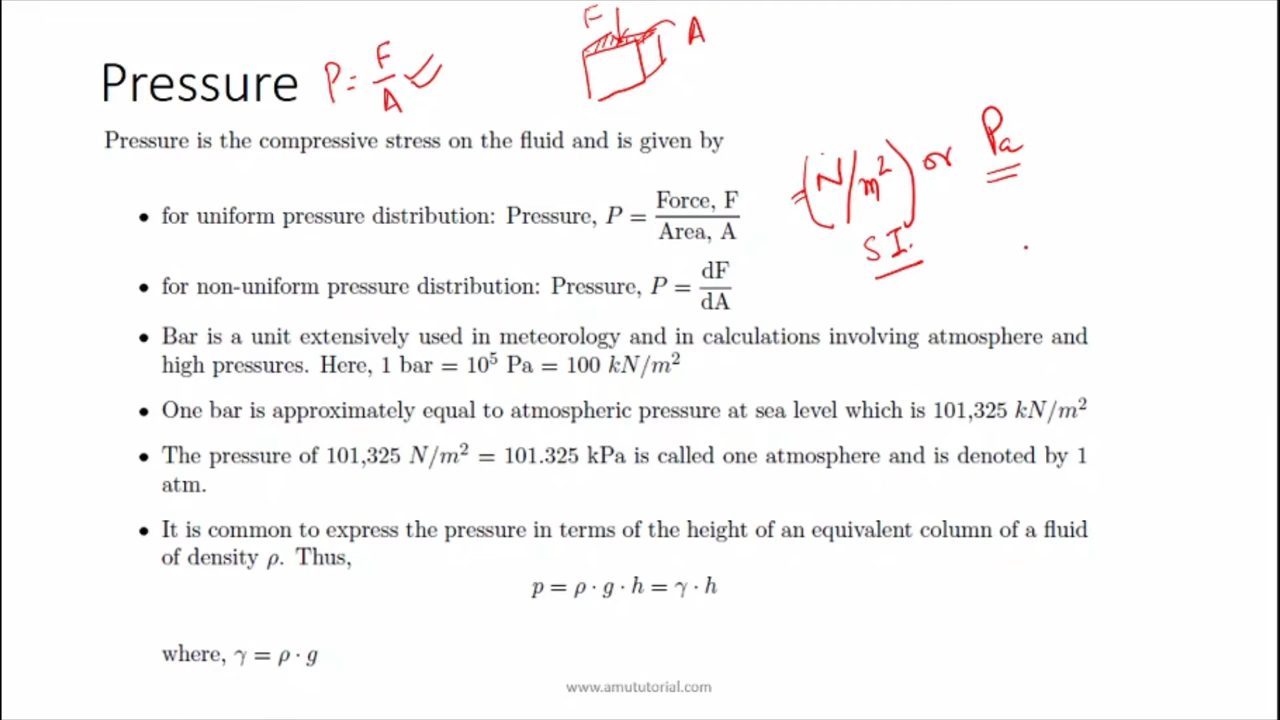 F
A
Pressure P = F/A
Pressure is the compressive stress on the fluid and is given by
(N/m²) or Pa
SI.
• for uniform pressure distribution: Pressure, P = Force, F / Area, A
• for non-uniform pressure distribution: Pressure, P = dF / dA
• Bar is a unit extensively used in meteorology and in calculations involving atmosphere and
high pressures. Here, 1 bar = 10⁵ Pa = 100 kN/m²
• One bar is approximately equal to atmospheric pressure at sea level which is 101,325 kN/m²
• The pressure of 101,325 N/m² = 101.325 kPa is called one atmosphere and is denoted by 1
atm.
• It is common to express the pressure in terms of the height of an equivalent column of a fluid
of density ρ. Thus,
p = ρ · g · h = γ · h
where, γ = ρ · g
www.amututorial.com